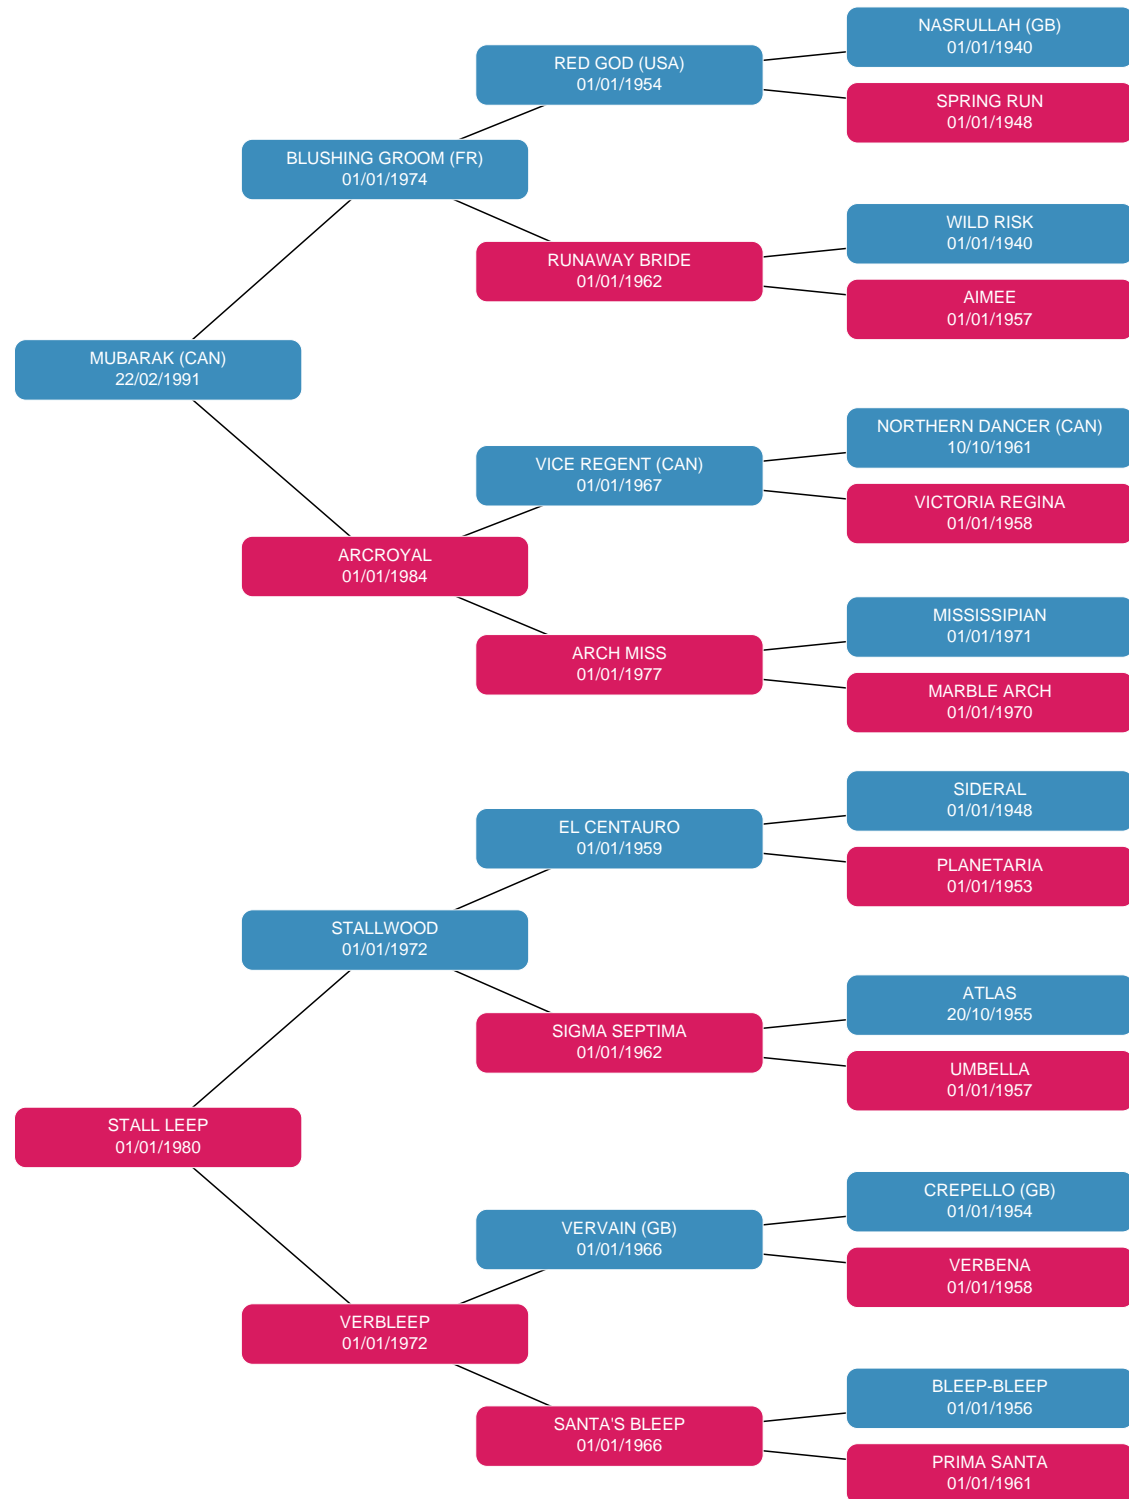 NASRULLAH (GB)
01/01/1940
RED GOD (USA)
01/01/1954
SPRING RUN
01/01/1948
BLUSHING GROOM (FR)
01/01/1974
WILD RISK
01/01/1940
RUNAWAY BRIDE
01/01/1962
AIMEE
01/01/1957
MUBARAK (CAN)
22/02/1991
NORTHERN DANCER (CAN)
10/10/1961
VICE REGENT (CAN)
01/01/1967
VICTORIA REGINA
01/01/1958
ARCROYAL
01/01/1984
MISSISSIPIAN
01/01/1971
ARCH MISS
01/01/1977
MARBLE ARCH
01/01/1970
SIDERAL
01/01/1948
EL CENTAURO
01/01/1959
PLANETARIA
01/01/1953
STALLWOOD
01/01/1972
ATLAS
20/10/1955
SIGMA SEPTIMA
01/01/1962
UMBELLA
01/01/1957
STALL LEEP
01/01/1980
CREPELLO (GB)
01/01/1954
VERVAIN (GB)
01/01/1966
VERBENA
01/01/1958
VERBLEEP
01/01/1972
BLEEP-BLEEP
01/01/1956
SANTA'S BLEEP
01/01/1966
PRIMA SANTA
01/01/1961